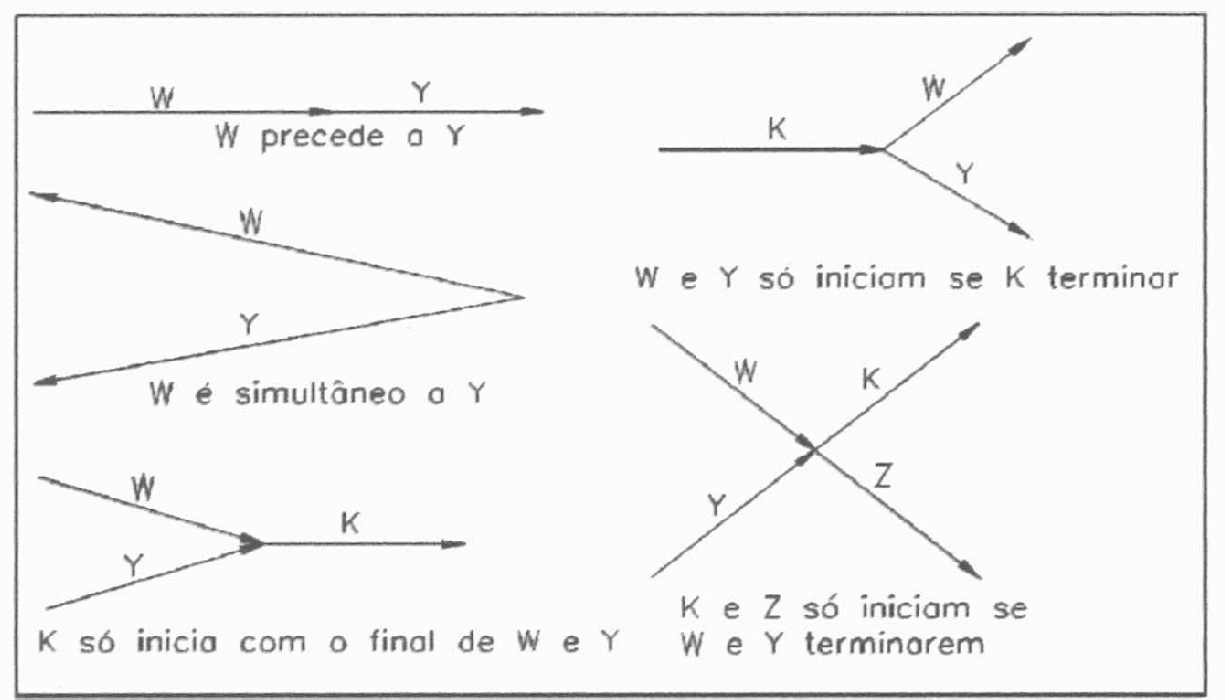 W
Y
W precede a Y
W
Y
W é simultâneo a Y
W
Y
K
K só inicia com o final de W e Y
K
W
Y
W e Y só iniciam se K terminar
W
K
Y
Z
K e Z só iniciam se
W e Y terminarem